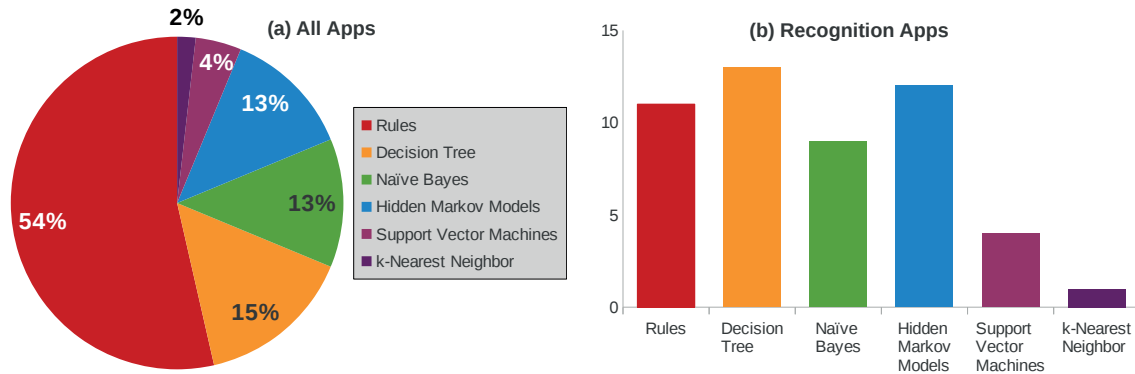 (a) All Apps
2%
4%
13%
13%
15%
54%
Rules
Decision Tree
Naïve Bayes
Hidden Markov Models
Support Vector Machines
k-Nearest Neighbor
(b) Recognition Apps
15
10
5
0
Rules
Decision
Tree
Naïve
Bayes
Hidden
Markov
Models
Support
Vector
Machines
k-Nearest
Neighbor